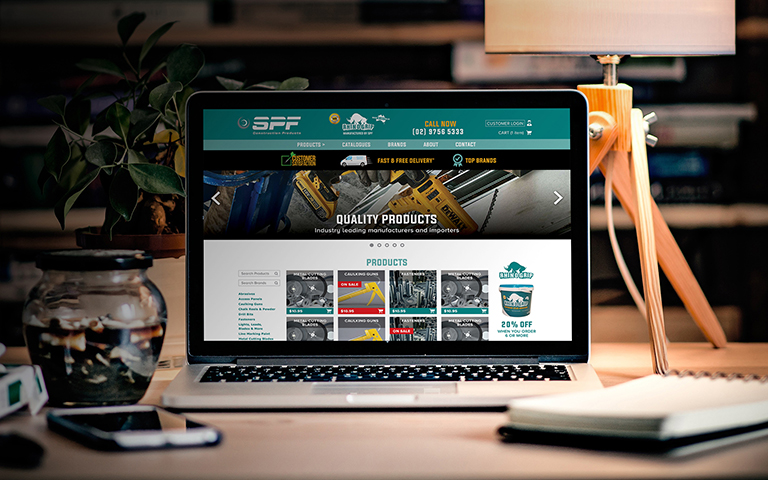 SPF
Construction Products
RHINO GRIP
MANUFACTURED BY SPF
CALL NOW
(02) 9756 5333
CUSTOMER LOGIN
CART (1 item)
PRODUCTS
CATALOGUES
BRANDS
ABOUT
CONTACT
CUSTOMER
SATISFACTION
FAST & FREE DELIVERY*
TOP BRANDS
DEWALT
QUALITY PRODUCTS
Industry leading manufacturers and importers
PRODUCTS
Search Products
Search Brands
Abrasives
Access Panels
Caulking Guns
Chalk Reels & Powder
Drill Bits
Fasteners
Lights, Leads,
Blades & More
Line Marking Paint
Metal Cutting Blades
METAL CUTTING
BLADES
$10.95
CAULKING GUNS
ON SALE
$16.95
FASTENERS
$10.95
METAL CUTTING
BLADES
$10.95
METAL CUTTING
BLADES
CAULKING GUNS
FASTENERS
ON SALE
METAL CUTTING
BLADES
RHINO GRIP
20% OFF
WHEN YOU ORDER
6 OR MORE